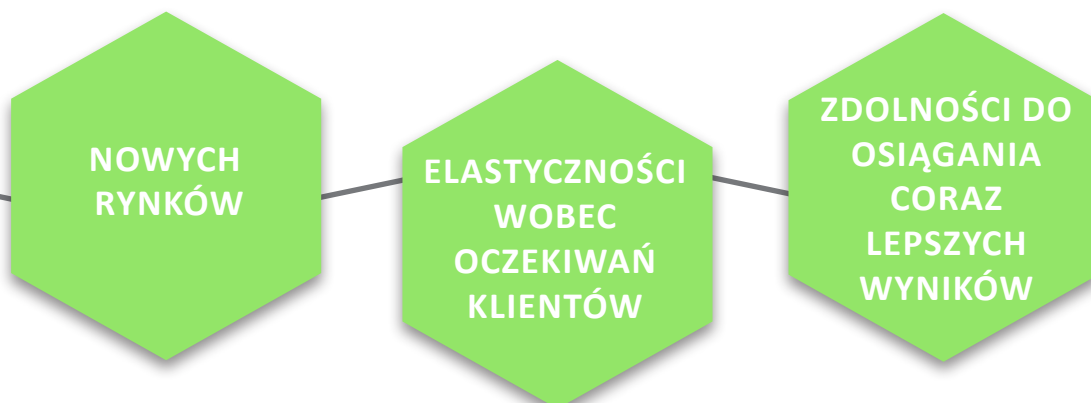 NOWYCH
RYNKÓW
ELASTYCZNOŚCI
WOBEC
OCZEKIWAŃ
KLIENTÓW
ZDOLNOŚCI DO
OSIĄGANIA
CORAZ
LEPSZYCH
WYNIKÓW